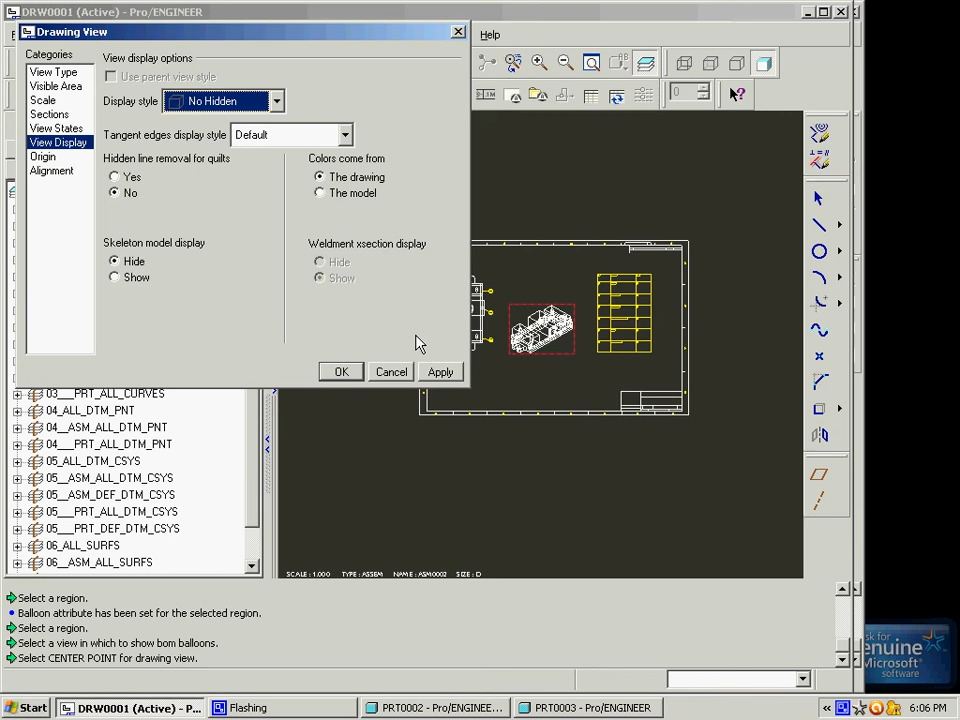 DRW0001 (Active) - Pro/ENGINEER
Drawing View
Help
Categories
View Type
Visible Area
Scale
Sections
View States
View Display
Origin
Alignment
View display options
Use parent view style
Display style
No Hidden
Tangent edges display style
Default
Hidden line removal for quilts
Yes
No
Colors come from
The drawing
The model
Skeleton model display
Hide
Show
Weldment xsection display
Hide
Show
OK
Cancel
Apply
0
03___PRT_ALL_CURVES
04_ALL_DTM_PNT
04___ASM_ALL_DTM_PNT
04___PRT_ALL_DTM_PNT
05_ALL_DTM_CSYS
05__ASM_ALL_DTM_CSYS
05__ASM_DEF_DTM_CSYS
05___PRT_ALL_DTM_CSYS
05___PRT_DEF_DTM_CSYS
06_ALL_SURFS
06__ASM_ALL_SURFS
SCALE : 1.000 TYPE : ASSEM NAME : ASM0002 SIZE : D
Select a region.
Balloon attribute has been set for the selected region.
Select a region.
Select a view in which to show bom balloons.
Select CENTER POINT for drawing view.
Ask for
Genuine
Microsoft
software
Start
DRW0001 (Active) - P...
Flashing
PRT0002 - Pro/ENGINEE...
PRT0003 - Pro/ENGINEER
6:06 PM